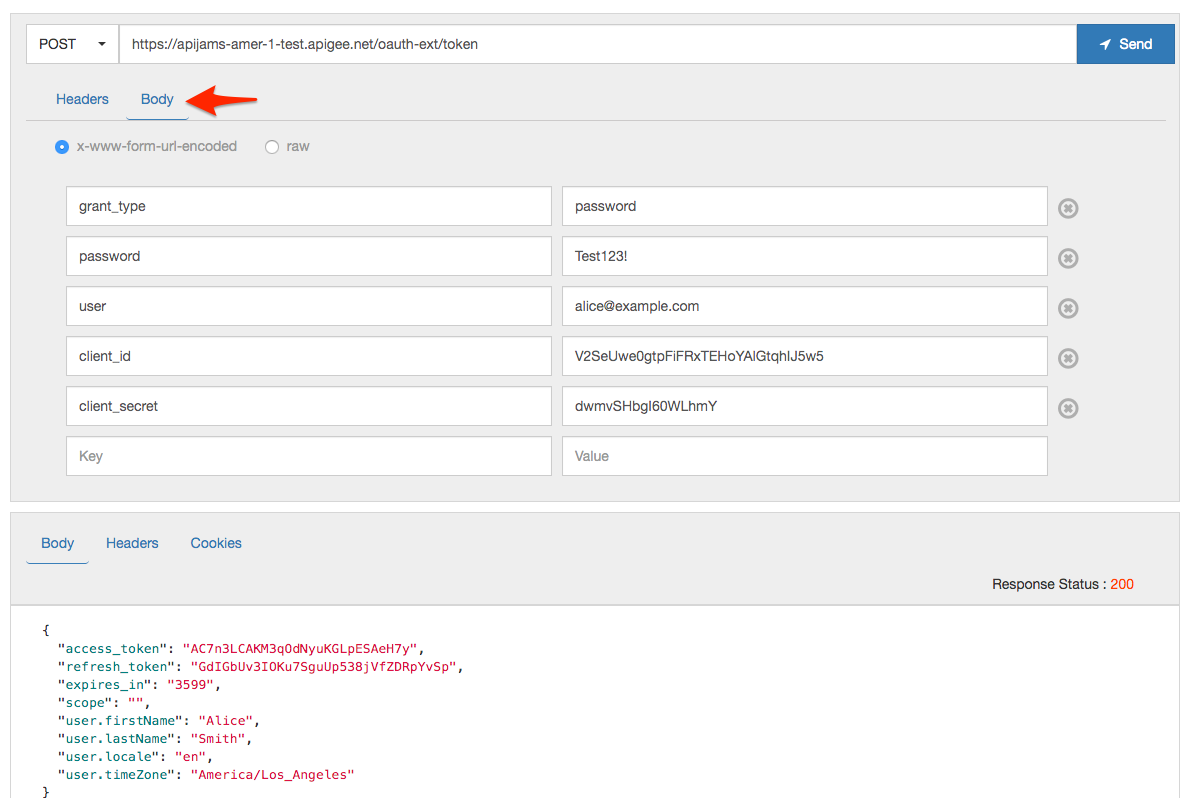 POST https://apijams-amer-1-test.apigee.net/oauth-ext/token Send
Headers Body
x-www-form-url-encoded raw
grant_type password
password Test123!
user alice@example.com
client_id V2SeUwe0gtpFiFRxTEHoYAlGtqhlJ5w5
client_secret dwmvSHbgI60WLhmY
Key Value
Body Headers Cookies
Response Status : 200
{
"access_token": "AC7n3LCAKM3qOdNyuKGLpESAeH7y",
"refresh_token": "GdIGbUv3IOKu7SguUp538jVfZDRpYvSp",
"expires_in": "3599",
"scope": "",
"user.firstName": "Alice",
"user.lastName": "Smith",
"user.locale": "en",
"user.timeZone": "America/Los_Angeles"
}